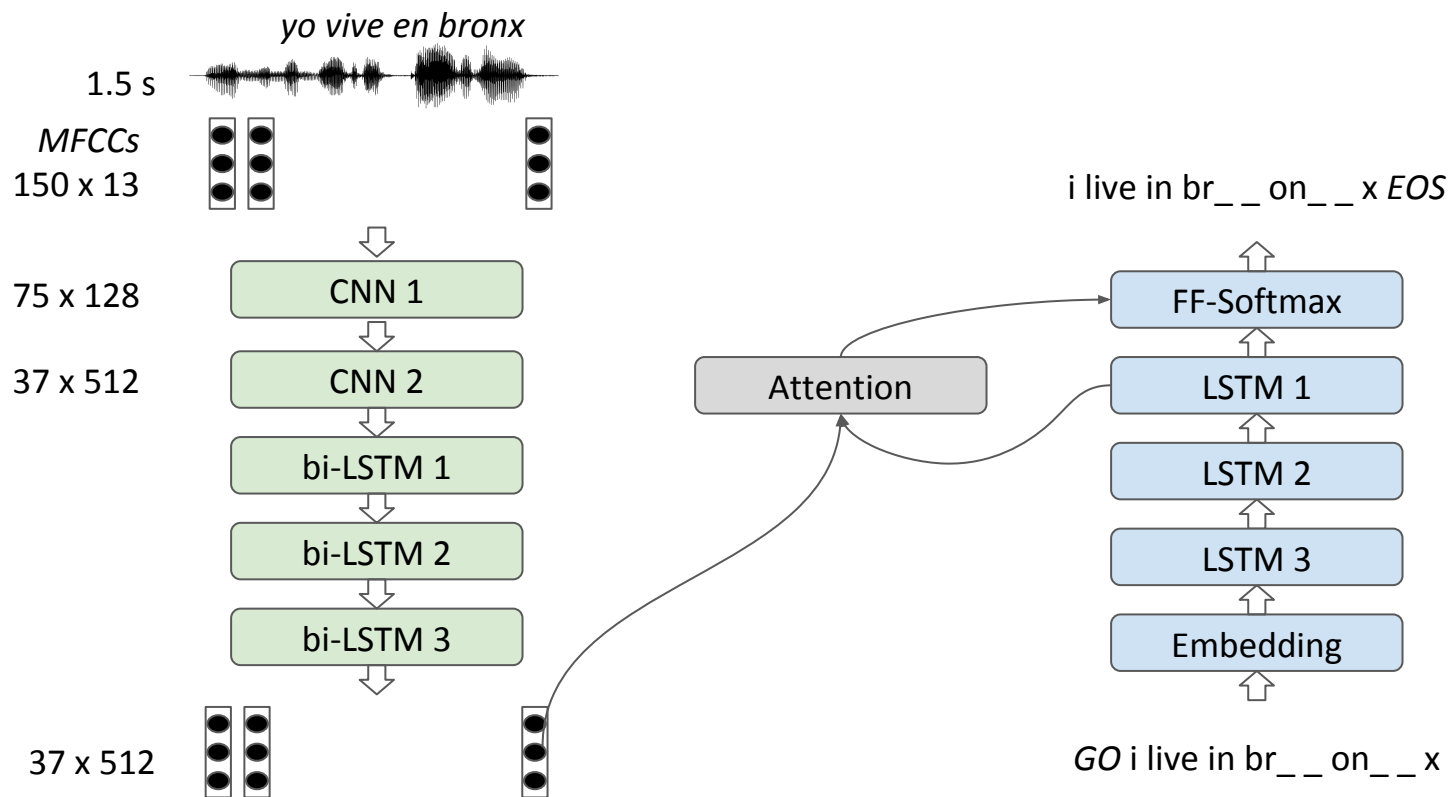 yo vive en bronx
1.5 s
MFCCs
150 x 13
CNN 1
75 x 128
CNN 2
37 x 512
bi-LSTM 1
bi-LSTM 2
bi-LSTM 3
37 x 512
Attention
i live in br_ _ on_ _ x EOS
FF-Softmax
LSTM 1
LSTM 2
LSTM 3
Embedding
GO i live in br_ _ on_ _ x